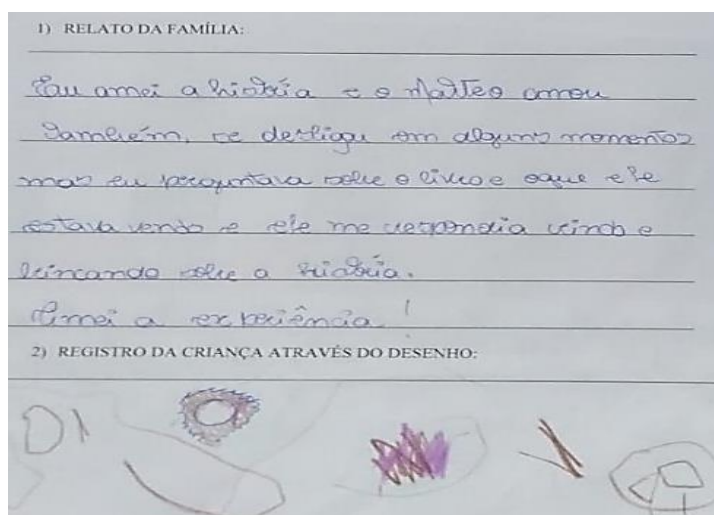 1) RELATO DA FAMÍLIA:
Eu amei a história e o Matteo amou
também, se desligou em alguns momentos
mas eu perguntava sobre o livro e oque ele
estava vendo e ele me respondia rindo e
brincando sobre a história.
Amei a experiência!
2) REGISTRO DA CRIANÇA ATRAVÉS DO DESENHO: